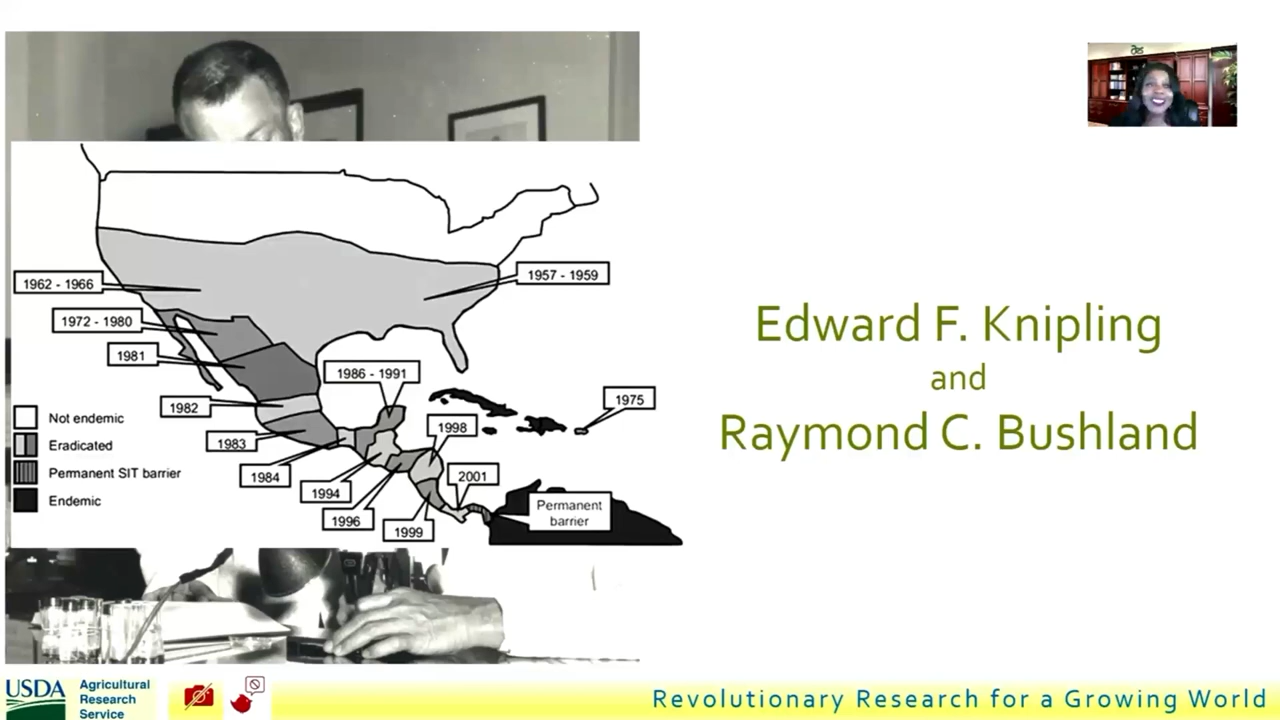 1962 - 1966
1957 - 1959
1972 - 1980
1981
1986 - 1991
1975
1982
1998
1983
1984
2001
1994
1996
1999
Permanent
barrier
Not endemic
Eradicated
Permanent SIT barrier
Endemic
Edward F. Knipling
and
Raymond C. Bushland
USDA
Agricultural
Research
Service
Revolutionary Research for a Growing World